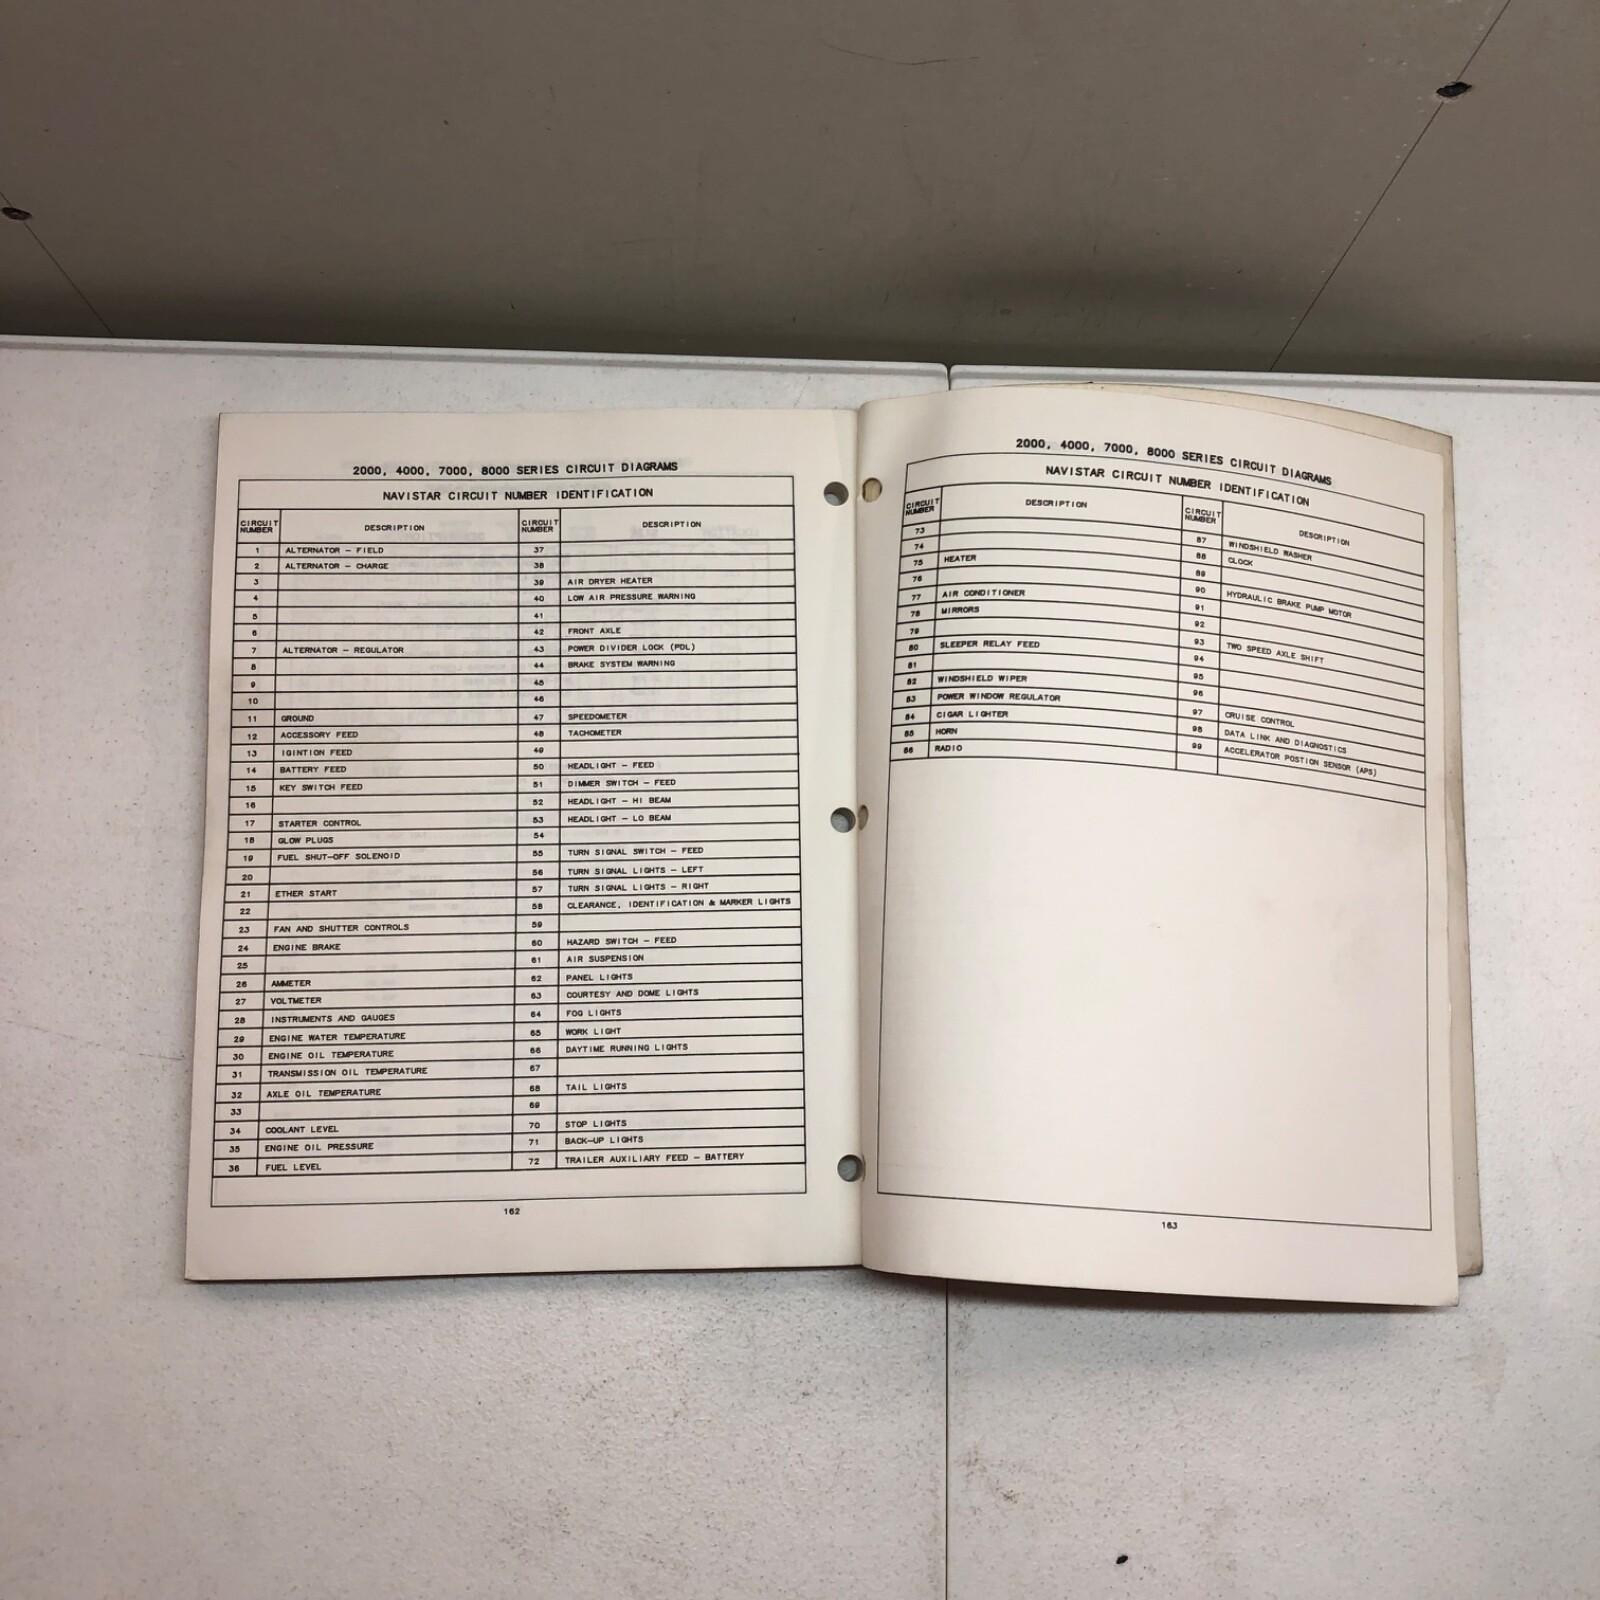 2000, 4000, 7000, 8000 SERIES CIRCUIT DIAGRAMS
NAVISTAR CIRCUIT NUMBER IDENTIFICATION
CIRCUIT NUMBER DESCRIPTION CIRCUIT NUMBER DESCRIPTION
1 ALTERNATOR - FIELD 37
2 ALTERNATOR - CHARGE 38
3 39 AIR DRYER HEATER
4 40 LOW AIR PRESSURE WARNING
5 41
6 42 FRONT AXLE
7 ALTERNATOR - REGULATOR 43 POWER DIVIDER LOCK (PDL)
8 44 BRAKE SYSTEM WARNING
9 45
10 46
11 GROUND 47 SPEEDOMETER
12 ACCESSORY FEED 48 TACHOMETER
13 IGINTION FEED 49
14 BATTERY FEED 50 HEADLIGHT - FEED
15 KEY SWITCH FEED 51 DIMMER SWITCH - FEED
16 52 HEADLIGHT - HI BEAM
17 STARTER CONTROL 53 HEADLIGHT - LO BEAM
18 GLOW PLUGS 54
19 FUEL SHUT-OFF SOLENOID 55 TURN SIGNAL SWITCH - FEED
20 56 TURN SIGNAL LIGHTS - LEFT
21 ETHER START 57 TURN SIGNAL LIGHTS - RIGHT
22 58 CLEARANCE, IDENTIFICATION & MARKER LIGHTS
23 FAN AND SHUTTER CONTROLS 59
24 ENGINE BRAKE 60 HAZARD SWITCH - FEED
25 61 AIR SUSPENSION
26 AMMETER 62 PANEL LIGHTS
27 VOLTMETER 63 COURTESY AND DOME LIGHTS
28 INSTRUMENTS AND GAUGES 64 FOG LIGHTS
29 ENGINE WATER TEMPERATURE 65 WORK LIGHT
30 ENGINE OIL TEMPERATURE 66 DAYTIME RUNNING LIGHTS
31 TRANSMISSION OIL TEMPERATURE 67
32 AXLE OIL TEMPERATURE 68 TAIL LIGHTS
33 69
34 COOLANT LEVEL 70 STOP LIGHTS
35 ENGINE OIL PRESSURE 71 BACK-UP LIGHTS
36 FUEL LEVEL 72 TRAILER AUXILIARY FEED - BATTERY
162
2000, 4000, 7000, 8000 SERIES CIRCUIT DIAGRAMS
NAVISTAR CIRCUIT NUMBER IDENTIFICATION
CIRCUIT NUMBER DESCRIPTION CIRCUIT NUMBER DESCRIPTION
73 87 WINDSHIELD WASHER
74 88 CLOCK
75 HEATER 89
76 90 HYDRAULIC BRAKE PUMP MOTOR
77 AIR CONDITIONER 91
78 MIRRORS 92
79 93 TWO SPEED AXLE SHIFT
80 SLEEPER RELAY FEED 94
81 95
82 WINDSHIELD WIPER 96
83 POWER WINDOW REGULATOR 97 CRUISE CONTROL
84 CIGAR LIGHTER 98 DATA LINK AND DIAGNOSTICS
85 HORN 99 ACCELERATOR POSTION SENSOR (APS)
86 RADIO
163